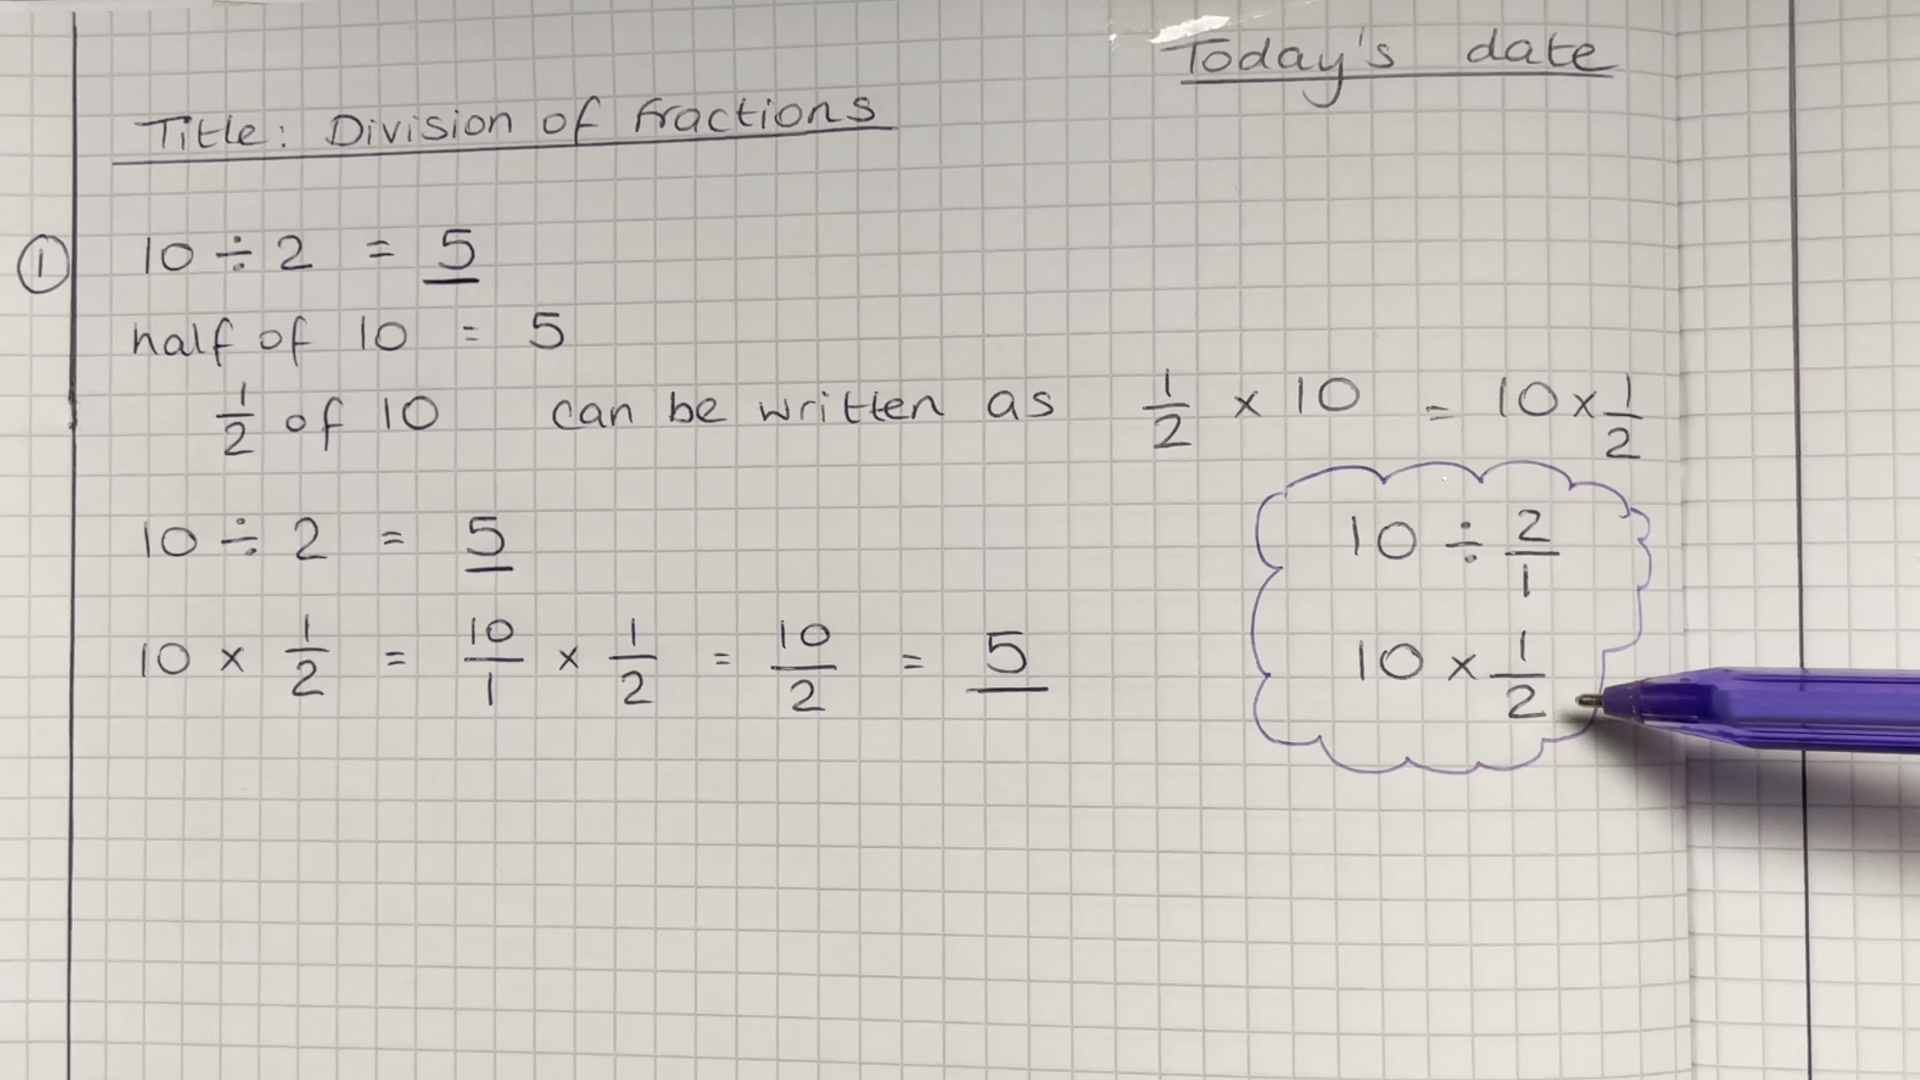 Today's date
Title: Division of fractions
① 10 ÷ 2 = 5
half of 10 = 5
1/2 of 10 can be written as 1/2 × 10 = 10 × 1/2
10 ÷ 2 = 5
10 × 1/2 = 10/1 × 1/2 = 10/2 = 5
10 ÷ 2/1
10 × 1/2